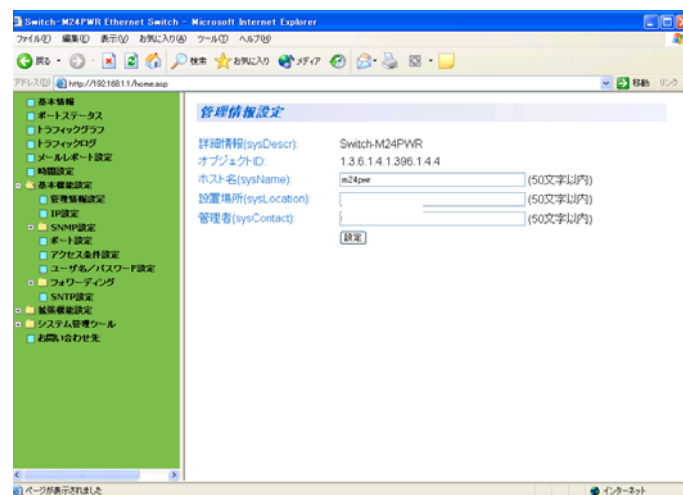 Switch-M24PWR Ethernet Switch - Microsoft Internet Explorer
ファイル(F) 編集(E) 表示(V) お気に入り(A) ツール(T) ヘルプ(H)
戻る 検索 お気に入り メディア
アドレス(D) http://192.168.1.1/home.asp 移動 リンク
基本情報
ポートステータス
トラフィックグラフ
トラフィックログ
メールレポート設定
時間設定
基本機能設定
管理情報設定
IP設定
SNMP設定
ポート設定
アクセス条件設定
ユーザ名/パスワード設定
フォワーディング
SNTP設定
拡張機能設定
システム管理ツール
お問い合わせ先
管理情報設定
詳細情報(sysDescr): Switch-M24PWR
オブジェクトID: 1.3.6.1.4.1.396.1.4.4
ホスト名(sysName): m24pwr (50文字以内)
設置場所(sysLocation): (50文字以内)
管理者(sysContact): (50文字以内)
設定
ページが表示されました インターネット